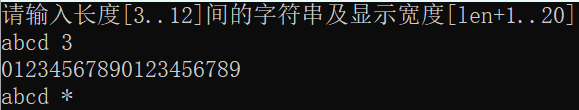 请输入长度[3..12]间的字符串及显示宽度[len+1..20]
abcd 3
01234567890123456789
abcd *